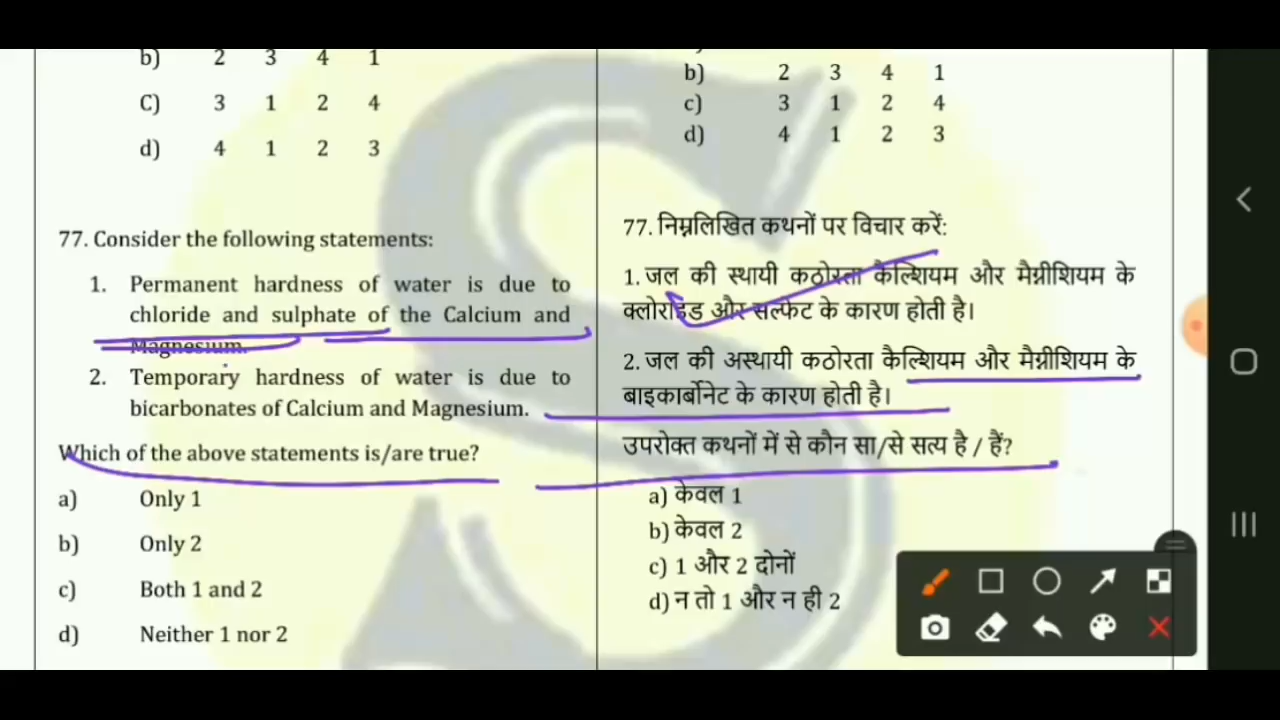 b) 2 3 4 1
C) 3 1 2 4
d) 4 1 2 3
77. Consider the following statements:
1. Permanent hardness of water is due to
chloride and sulphate of the Calcium and
Magnesium.
2. Temporary hardness of water is due to
bicarbonates of Calcium and Magnesium.
Which of the above statements is/are true?
a) Only 1
b) Only 2
c) Both 1 and 2
d) Neither 1 nor 2
b) 2 3 4 1
c) 3 1 2 4
d) 4 1 2 3
77. निम्नलिखित कथनों पर विचार करें:
1. जल की स्थायी कठोरता कैल्शियम और मैग्नीशियम के
क्लोराइड और सल्फेट के कारण होती है।
2. जल की अस्थायी कठोरता कैल्शियम और मैग्नीशियम के
बाइकार्बोनेट के कारण होती है।
उपरोक्त कथनों में से कौन सा/से सत्य है / हैं?
a) केवल 1
b) केवल 2
c) 1 और 2 दोनों
d) न तो 1 और न ही 2